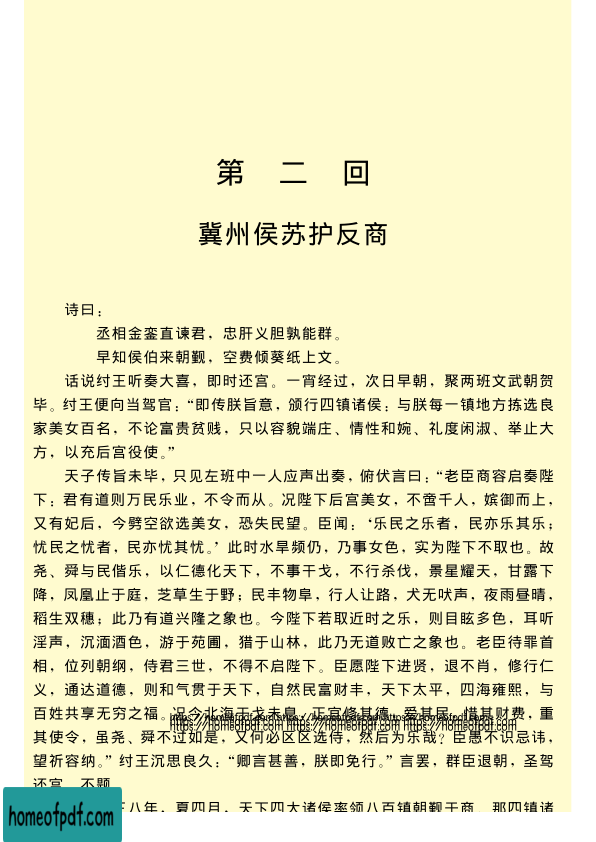 第 二 回
冀州侯苏护反商
诗曰：
丞相金銮直谏君，忠肝义胆孰能群。
早知侯伯来朝觐，空费倾葵纸上文。
话说纣王听奏大喜，即时还宫。一宵经过，次日早朝，聚两班文武朝贺
毕。纣王便向当驾官：“即传朕旨意，颁行四镇诸侯：与朕每一镇地方拣选良
家美女百名，不论富贵贫贱，只以容貌端庄、情性和婉、礼度闲淑、举止大
方，以充后宫役使。”
天子传旨未毕，只见左班中一人应声出奏，俯伏言曰：“老臣商容启奏陛
下：君有道则万民乐业，不令而从。况陛下后宫美女，不啻千人，嫔御而上，
又有妃后，今劈空欲选美女，恐失民望。臣闻：‘乐民之乐者，民亦乐其乐；
忧民之忧者，民亦忧其忧。’此时水旱频仍，乃事女色，实为陛下不取也。故
尧、舜与民偕乐，以仁德化天下，不事干戈，不行杀伐，景星耀天，甘露下
降，凤凰止于庭，芝草生于野；民丰物阜，行人让路，犬无吠声，夜雨昼晴，
稻生双穗；此乃有道兴隆之象也。今陛下若取近时之乐，则目眩多色，耳听
淫声，沉湎酒色，游于苑圃，猎于山林，此乃无道败亡之象也。老臣待罪首
相，位列朝纲，侍君三世，不得不启陛下。臣愿陛下进贤，退不肖，修行仁
义，通达道德，则和气贯于天下，自然民富财丰，天下太平，四海雍熙，与
百姓共享无穷之福。况今北海干戈未息，正宜修其德，爱其民，惜其财费，重
其使令，虽尧、舜不过如是，又何必区区选侍，然后为乐哉？臣愚不识忌讳，
望祈容纳。”纣王沉思良久：“卿言甚善，朕即免行。”言罢，群臣退朝，圣驾
还宫，不题。
八年，夏四月，天下四大诸侯率领八百镇朝觐于商。那四镇诸
homeofpdf.com